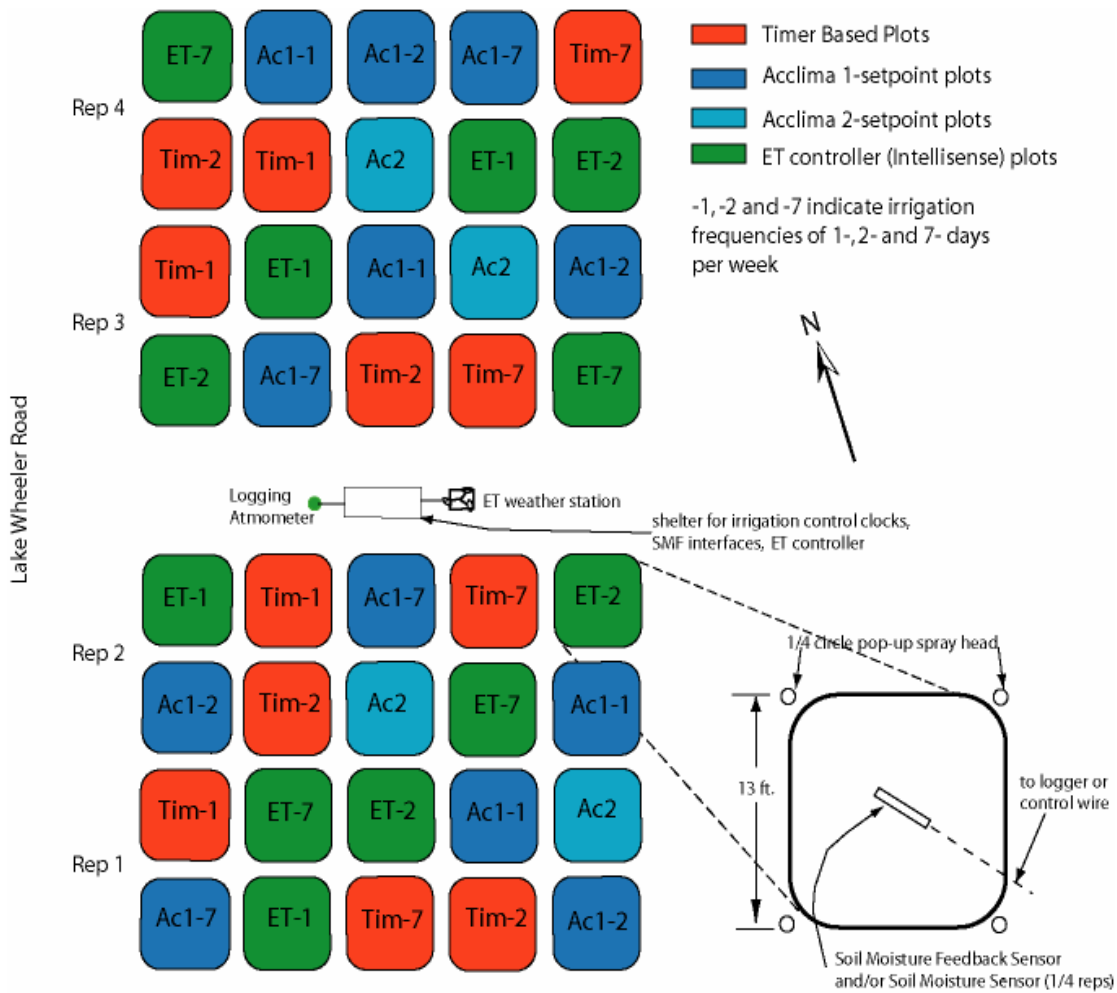 ET-7 Ac1-1 Ac1-2 Ac1-7 Tim-7
Rep 4
Tim-2 Tim-1 Ac2 ET-1 ET-2
Tim-1 ET-1 Ac1-1 Ac2 Ac1-2
Rep 3
ET-2 Ac1-7 Tim-2 Tim-7 ET-7
Timer Based Plots
Acclima 1-setpoint plots
Acclima 2-setpoint plots
ET controller (Intellisense) plots
-1, -2 and -7 indicate irrigation
frequencies of 1-, 2- and 7- days
per week
N
Lake Wheeler Road
Logging
Atmometer
ET weather station
shelter for irrigation control clocks,
SMF interfaces, ET controller
ET-1 Tim-1 Ac1-7 Tim-7 ET-2
Rep 2
Ac1-2 Tim-2 Ac2 ET-7 Ac1-1
Tim-1 ET-7 ET-2 Ac1-1 Ac2
Rep 1
Ac1-7 ET-1 Tim-7 Tim-2 Ac1-2
1/4 circle pop-up spray head
13 ft.
to logger or
control wire
Soil Moisture Feedback Sensor
and/or Soil Moisture Sensor (1/4 reps)